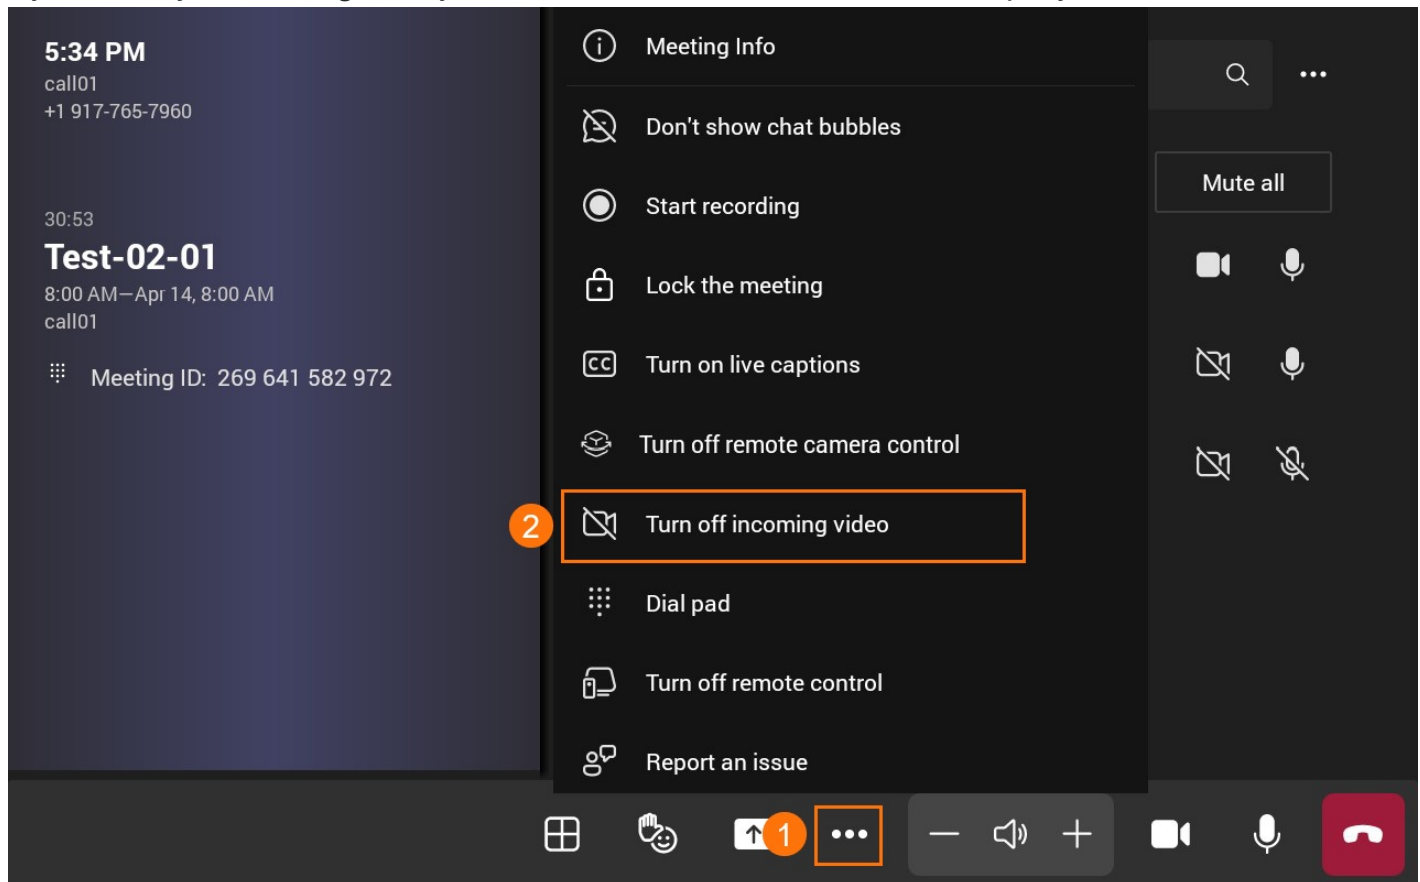 5:34 PM
call01
+1 917-765-7960
30:53
Test-02-01
8:00 AM—Apr 14, 8:00 AM
call01
Meeting ID: 269 641 582 972
Meeting Info
Don't show chat bubbles
Start recording
Lock the meeting
CC Turn on live captions
Turn off remote camera control
2 Turn off incoming video
Dial pad
Turn off remote control
Report an issue
Mute all
1